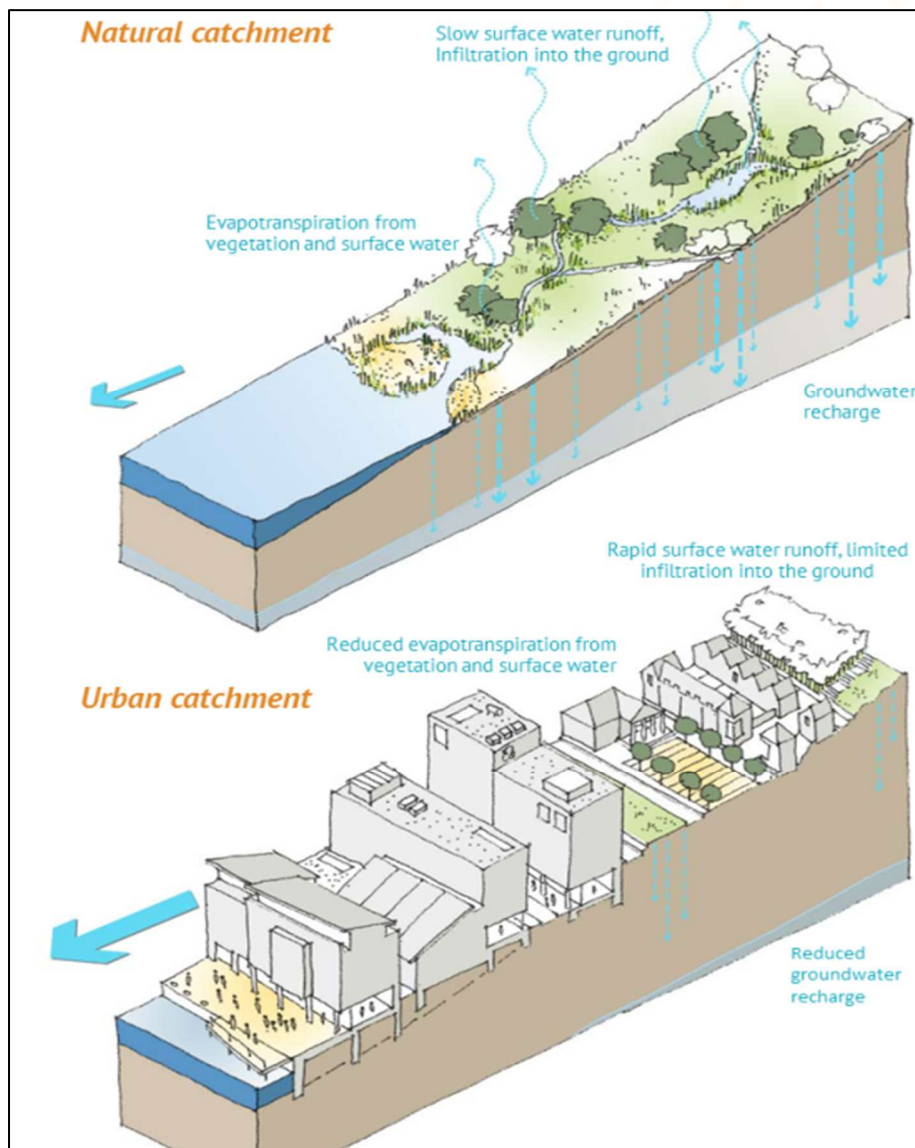 Natural catchment
Slow surface water runoff,
Infiltration into the ground
Evapotranspiration from
vegetation and surface water
Groundwater
recharge
Rapid surface water runoff, limited
infiltration into the ground
Reduced evapotranspiration from
vegetation and surface water
Urban catchment
Reduced
groundwater
recharge